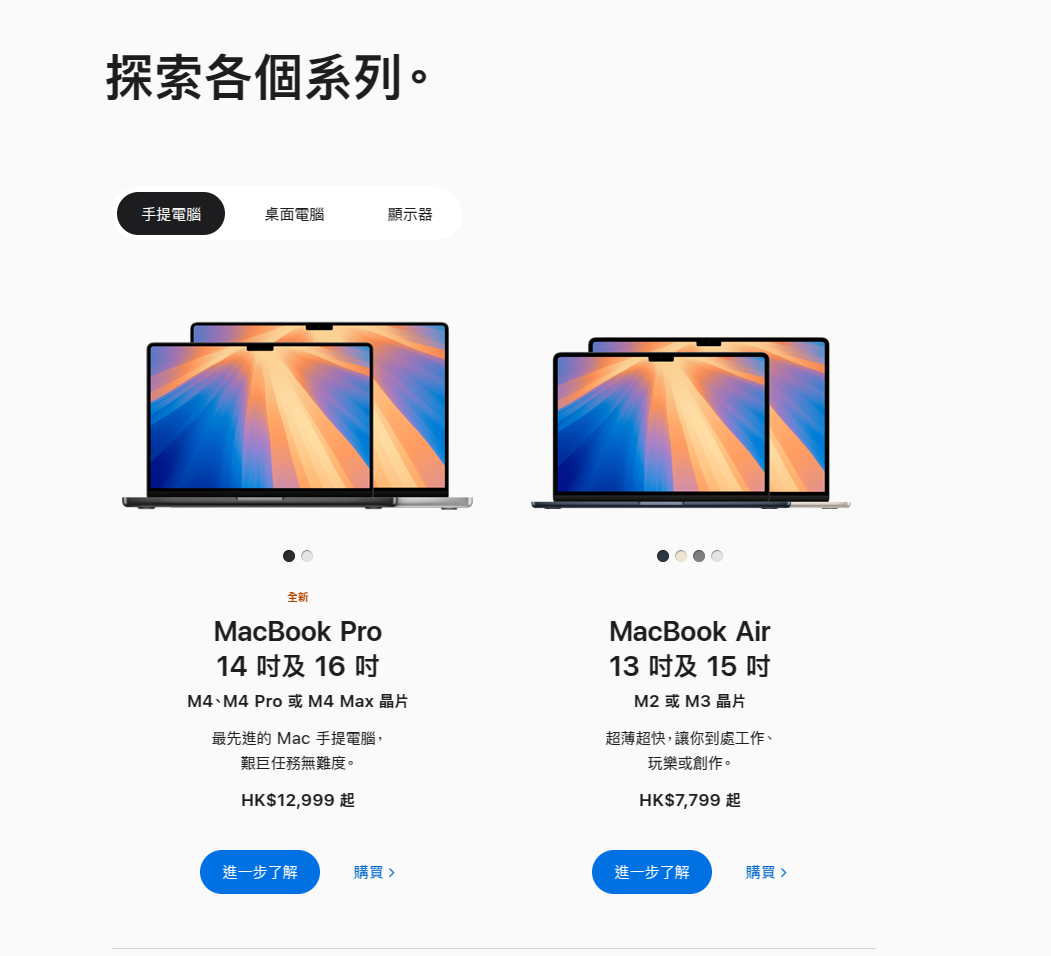 探索各個系列。
手提電腦
桌面電腦
顯示器
全新
MacBook Pro
14 吋及 16 吋
M4、M4 Pro 或 M4 Max 晶片
最先進的 Mac 手提電腦，
艱巨任務無難度。
HK$12,999 起
進一步了解
購買 >
MacBook Air
13 吋及 15 吋
M2 或 M3 晶片
超薄超快，讓你到處工作、
玩樂或創作。
HK$7,799 起
進一步了解
購買 >